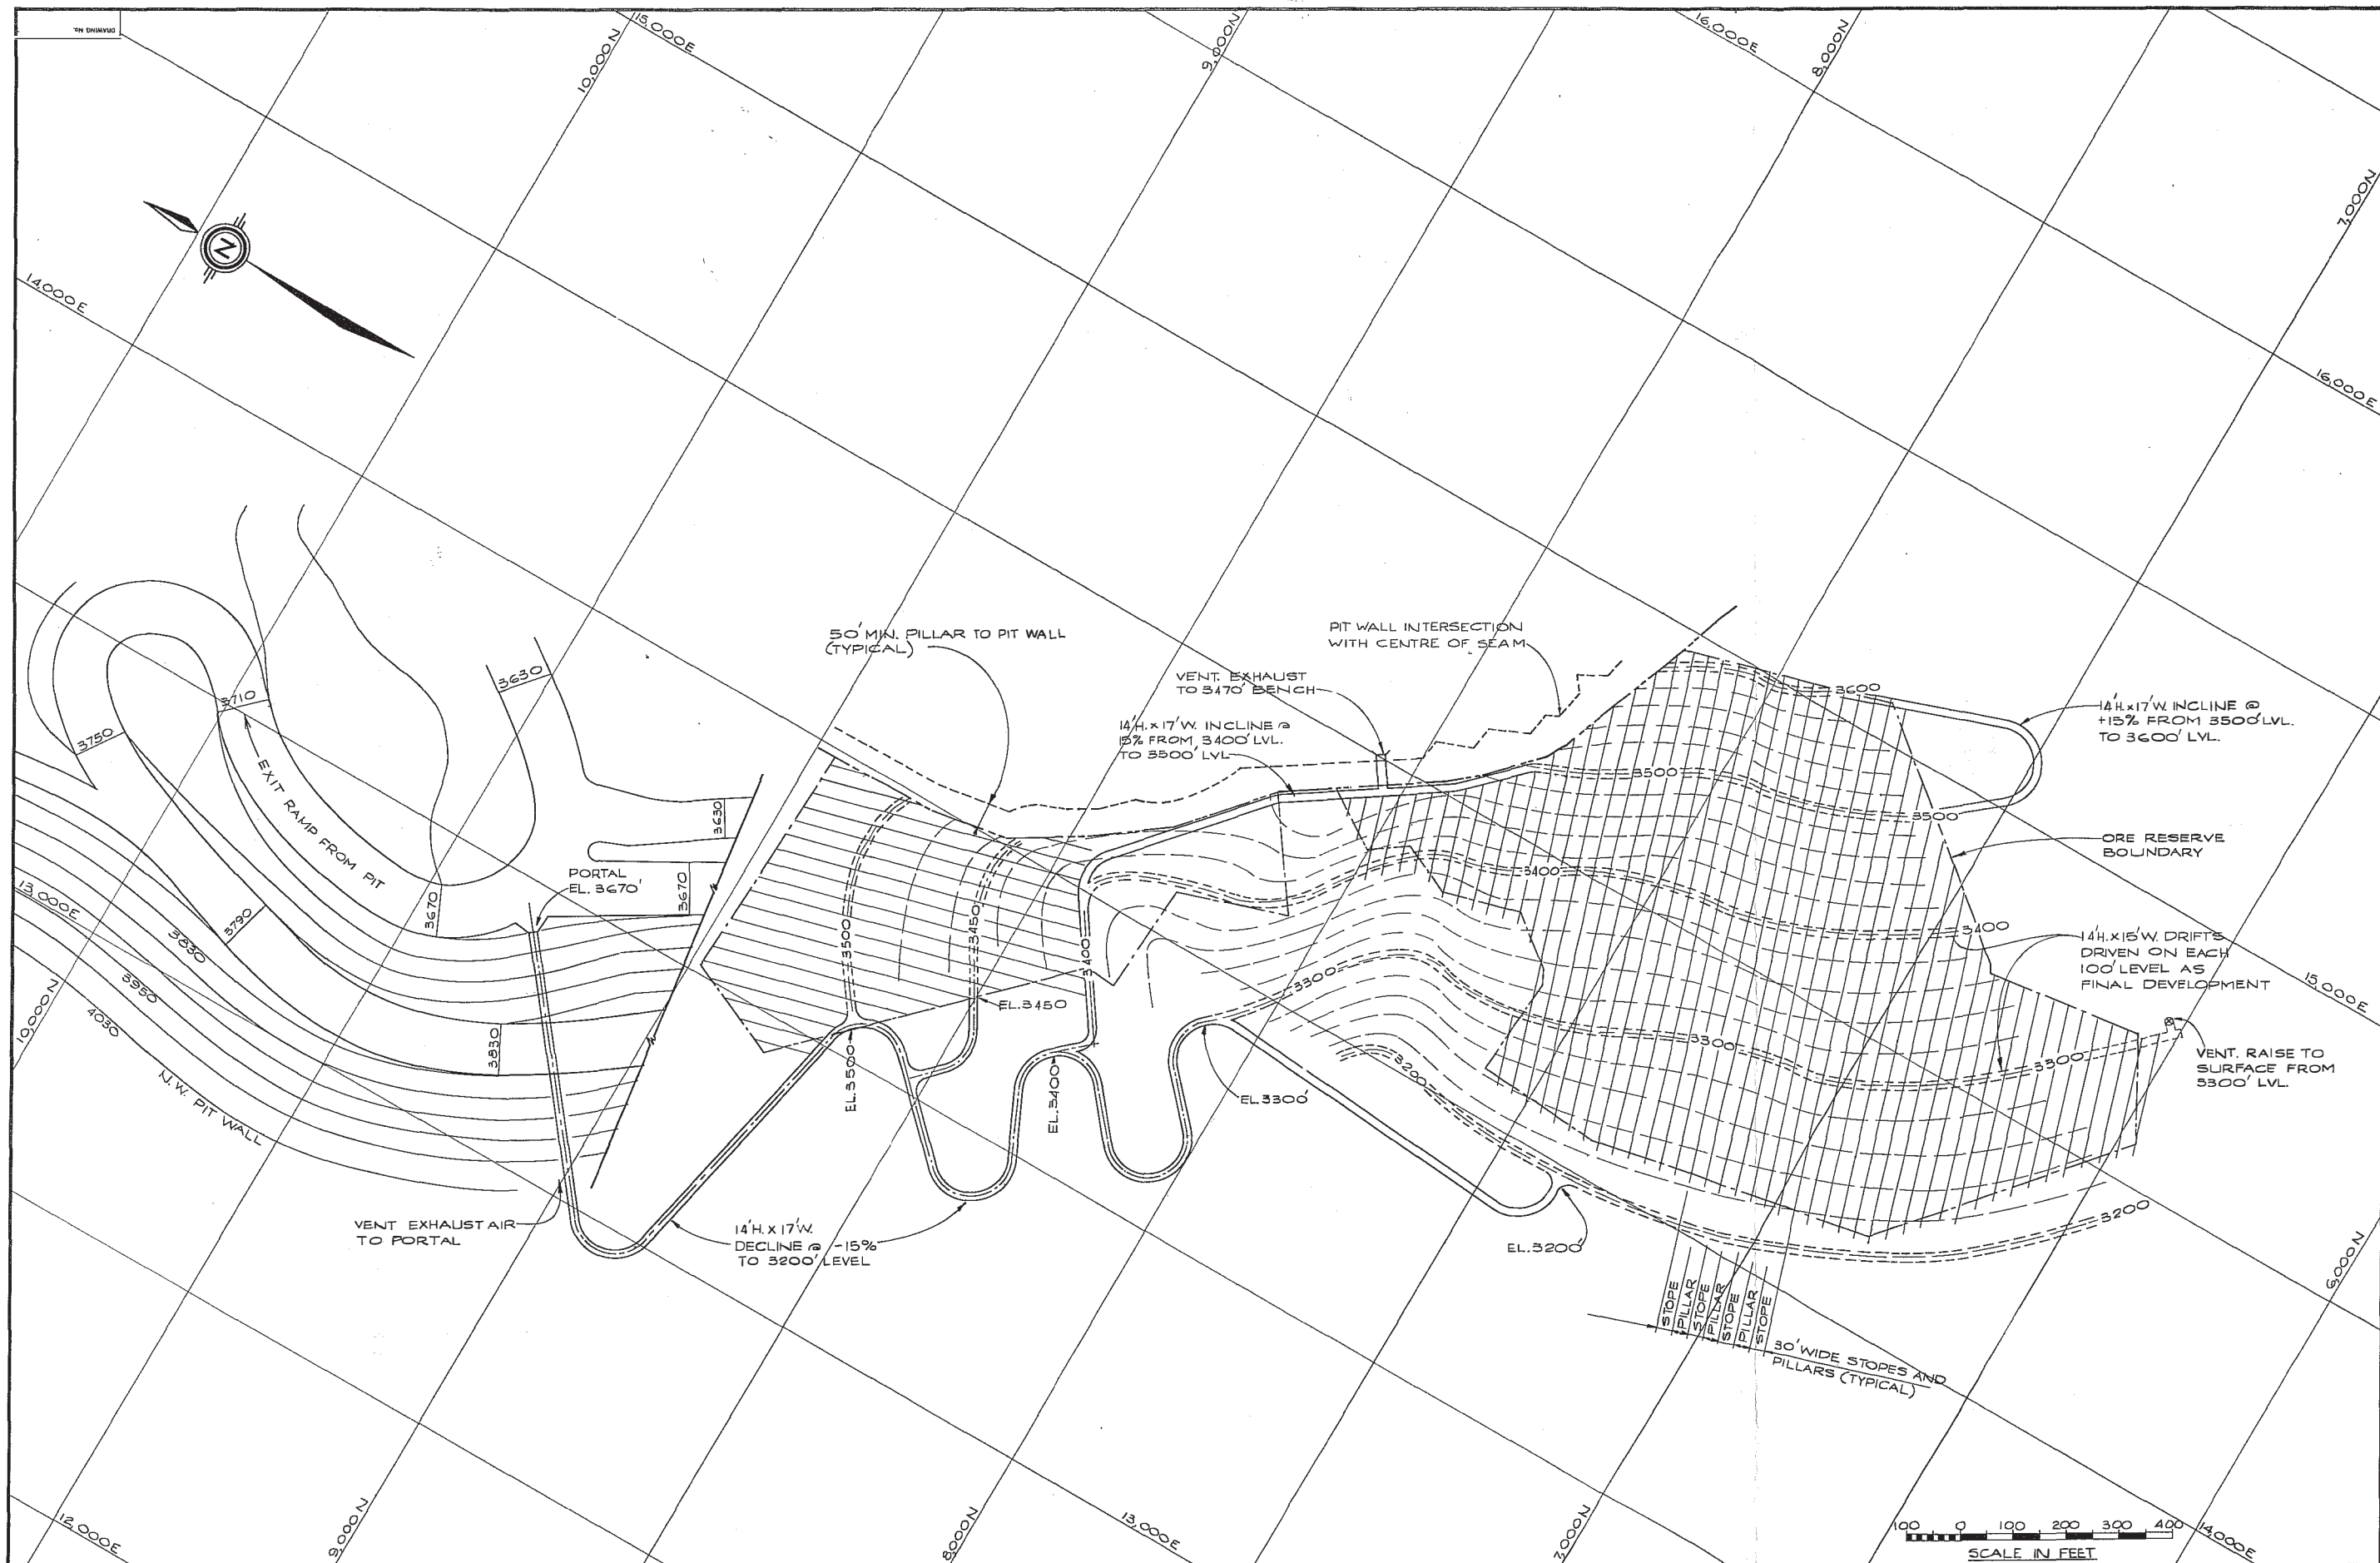 DRAWING No.
15,000E
10,000N
9,000N
16,000E
8,000N
7,000N
N
14,000E
16,000E
50' MIN. PILLAR TO PIT WALL
(TYPICAL)
PIT WALL INTERSECTION
WITH CENTRE OF SEAM
VENT. EXHAUST
TO 3470' BENCH
14'H. x 17'W. INCLINE @
15% FROM 3400' LVL.
TO 3500' LVL.
3630
3710
3750
EXIT RAMP FROM PIT
3600
14'H.x17'W. INCLINE @
+15% FROM 3500' LVL.
TO 3600' LVL.
3500
3500
3630
ORE RESERVE
BOUNDARY
PORTAL
EL. 3670'
3670
3670
3400
13,000E
3790
3830
3950
4030
N.W. PIT WALL
10,000N
3830
3500
3450
3400
EL.3450
3300
3400
14'H.x15'W. DRIFTS
DRIVEN ON EACH
100' LEVEL AS
FINAL DEVELOPMENT
15,000E
3300
3300
3200
VENT. RAISE TO
SURFACE FROM
3300' LVL.
EL.3500
EL.3400
EL.3300'
VENT EXHAUST AIR
TO PORTAL
14'H. x 17'W.
DECLINE @ -15%
TO 3200' LEVEL
EL.3200'
3200
6,000N
STOPE
PILLAR
STOPE
PILLAR
STOPE
PILLAR
STOPE
30' WIDE STOPES AND
PILLARS (TYPICAL)
12,000E
9,000N
8,000N
13,000E
7,000N
100 0 100 200 300 400
SCALE IN FEET
14,000E